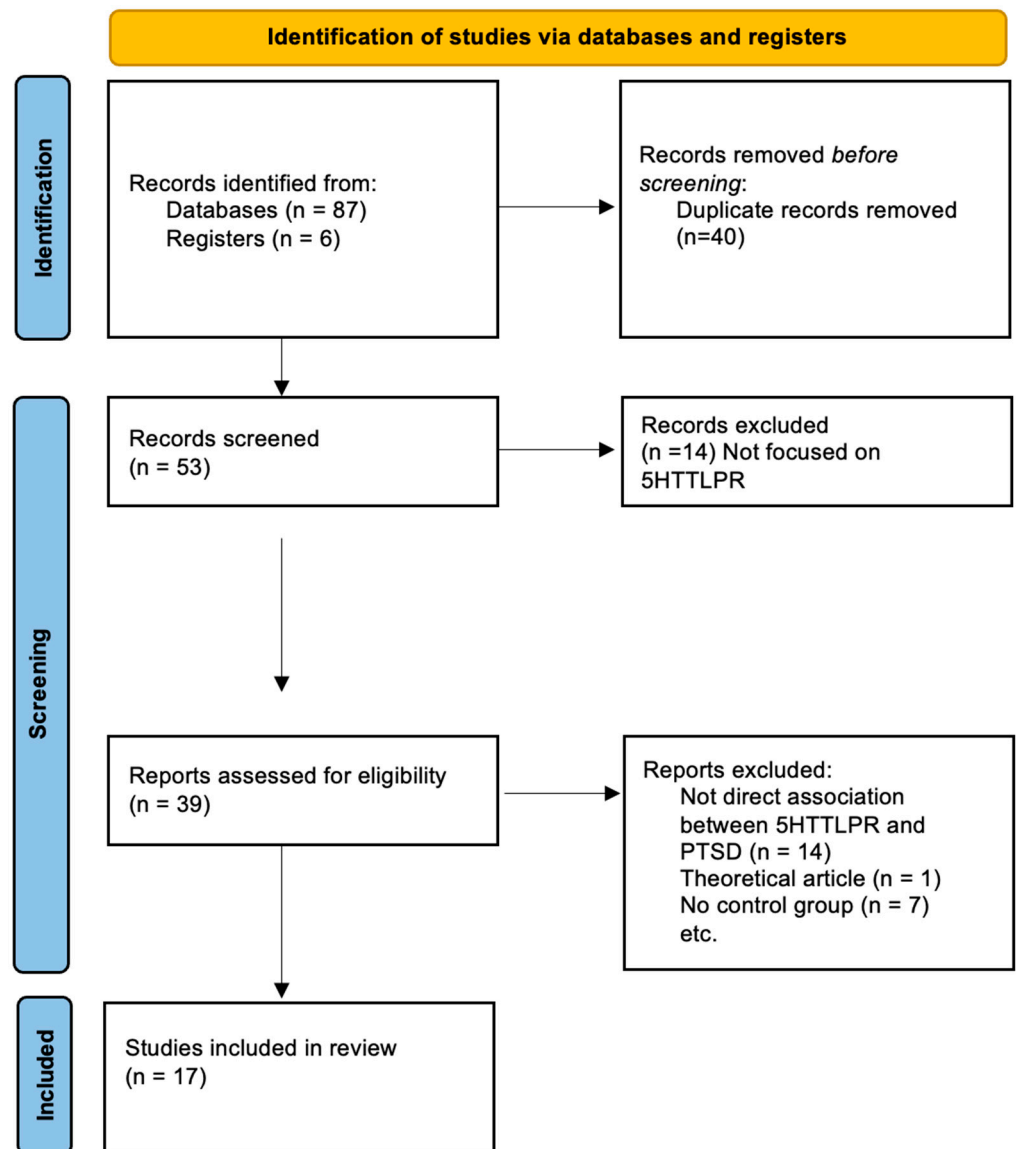 Identification of studies via databases and registers
Identification
Records identified from:
Databases (n = 87)
Registers (n = 6)
Records removed before
screening:
Duplicate records removed
(n=40)
Screening
Records screened
(n = 53)
Records excluded
(n =14) Not focused on
5HTTLPR
Reports assessed for eligibility
(n = 39)
Reports excluded:
Not direct association
between 5HTTLPR and
PTSD (n = 14)
Theoretical article (n = 1)
No control group (n = 7)
etc.
Included
Studies included in review
(n = 17)